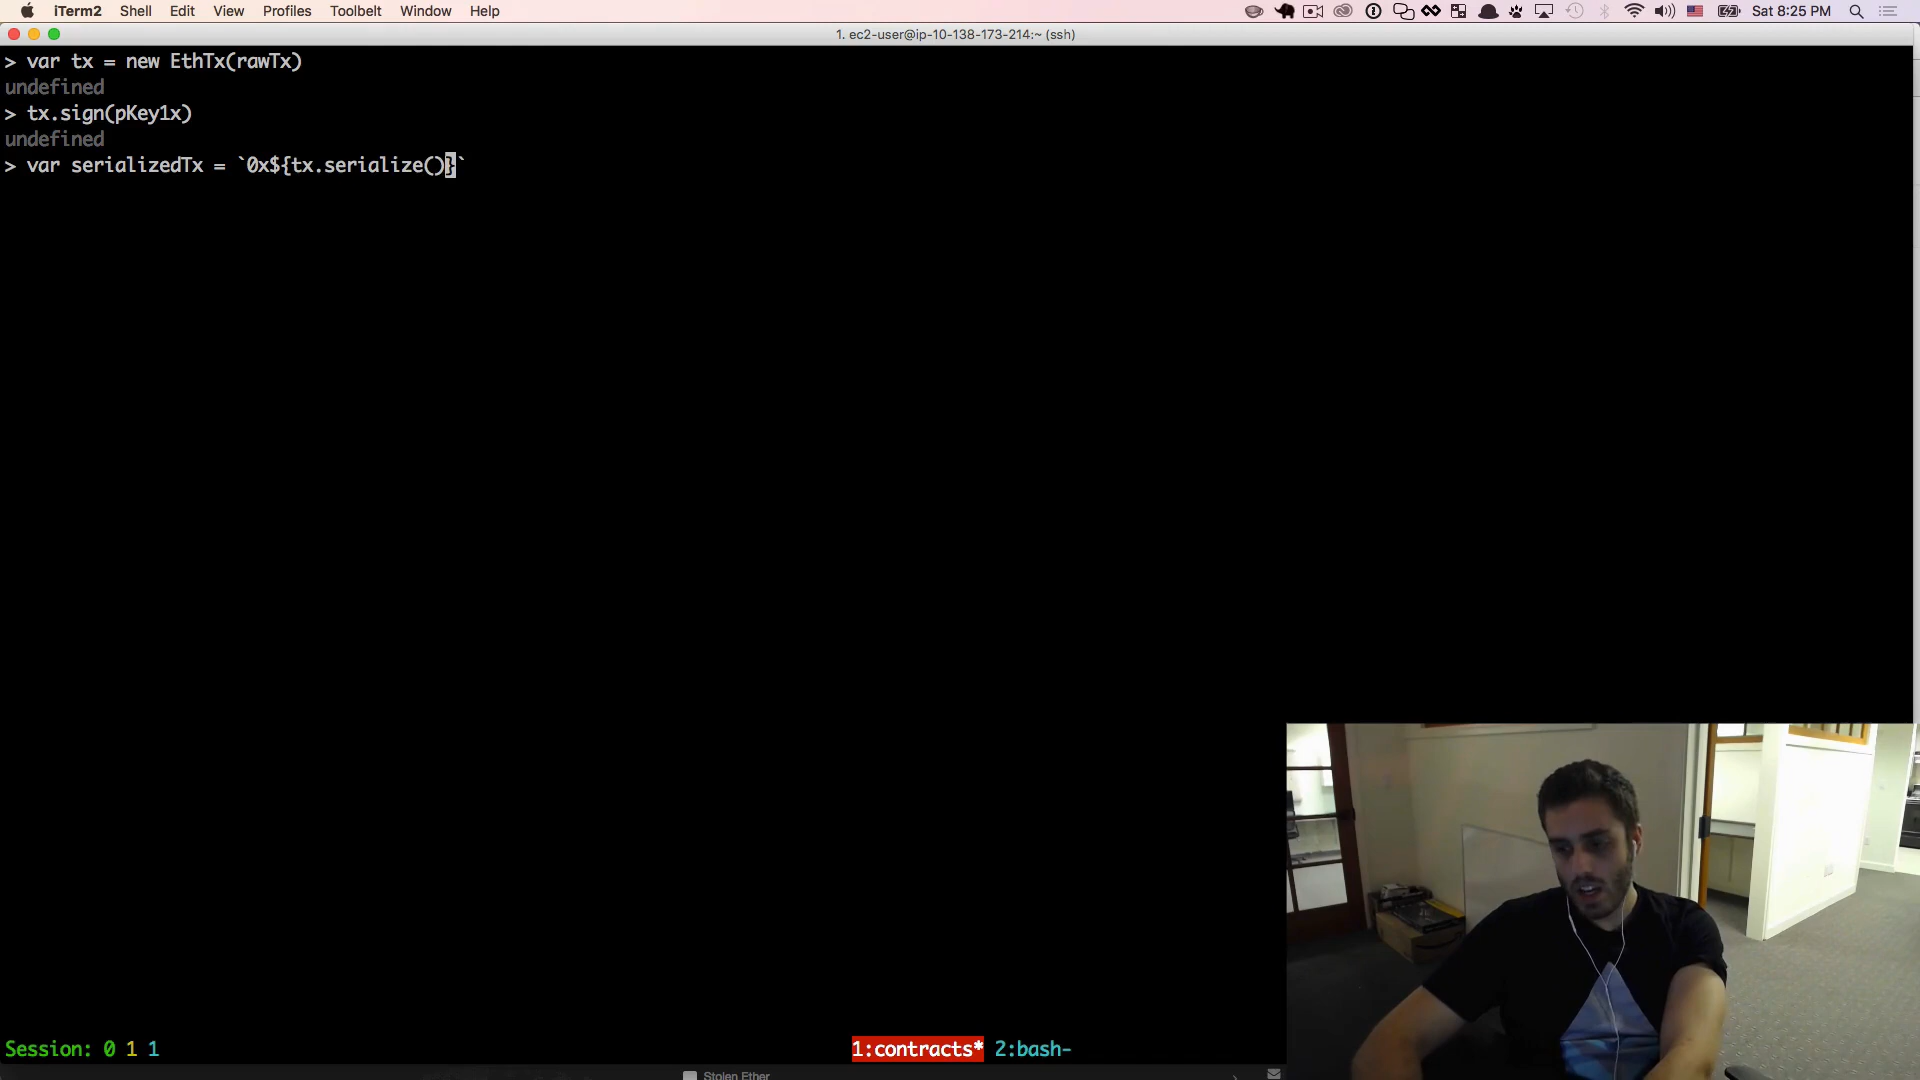 iTerm2 Shell Edit View Profiles Toolbelt Window Help Sat 8:25 PM
1. ec2-user@ip-10-138-173-214:~ (ssh)
> var tx = new EthTx(rawTx)
undefined
> tx.sign(pKey1x)
undefined
> var serializedTx = `0x${tx.serialize()}`
Session: 0 1 1 1:contracts* 2:bash-
Stolen Ether